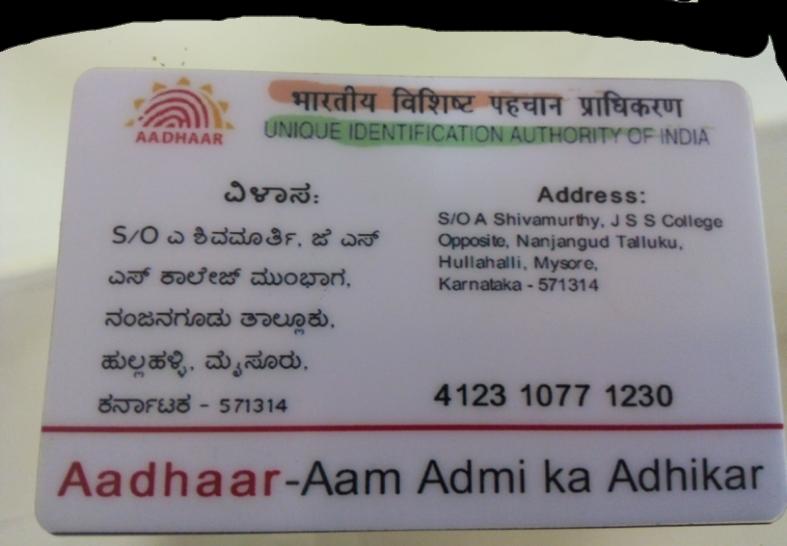 AADHAAR
भारतीय विशिष्ट पहचान प्राधिकरण
UNIQUE IDENTIFICATION AUTHORITY OF INDIA
ವಿಳಾಸ:
S/O ಎ ಶಿವಮೂರ್ತಿ, ಜೆ ಎಸ್
ಎಸ್ ಕಾಲೇಜ್ ಮುಂಭಾಗ,
ನಂಜನಗೂಡು ತಾಲ್ಲೂಕು,
ಹುಲ್ಲಹಳ್ಳಿ, ಮೈಸೂರು,
ಕರ್ನಾಟಕ - 571314
Address:
S/O A Shivamurthy, J S S College
Opposite, Nanjangud Talluku,
Hullahalli, Mysore,
Karnataka - 571314
4123 1077 1230
Aadhaar-Aam Admi ka Adhikar